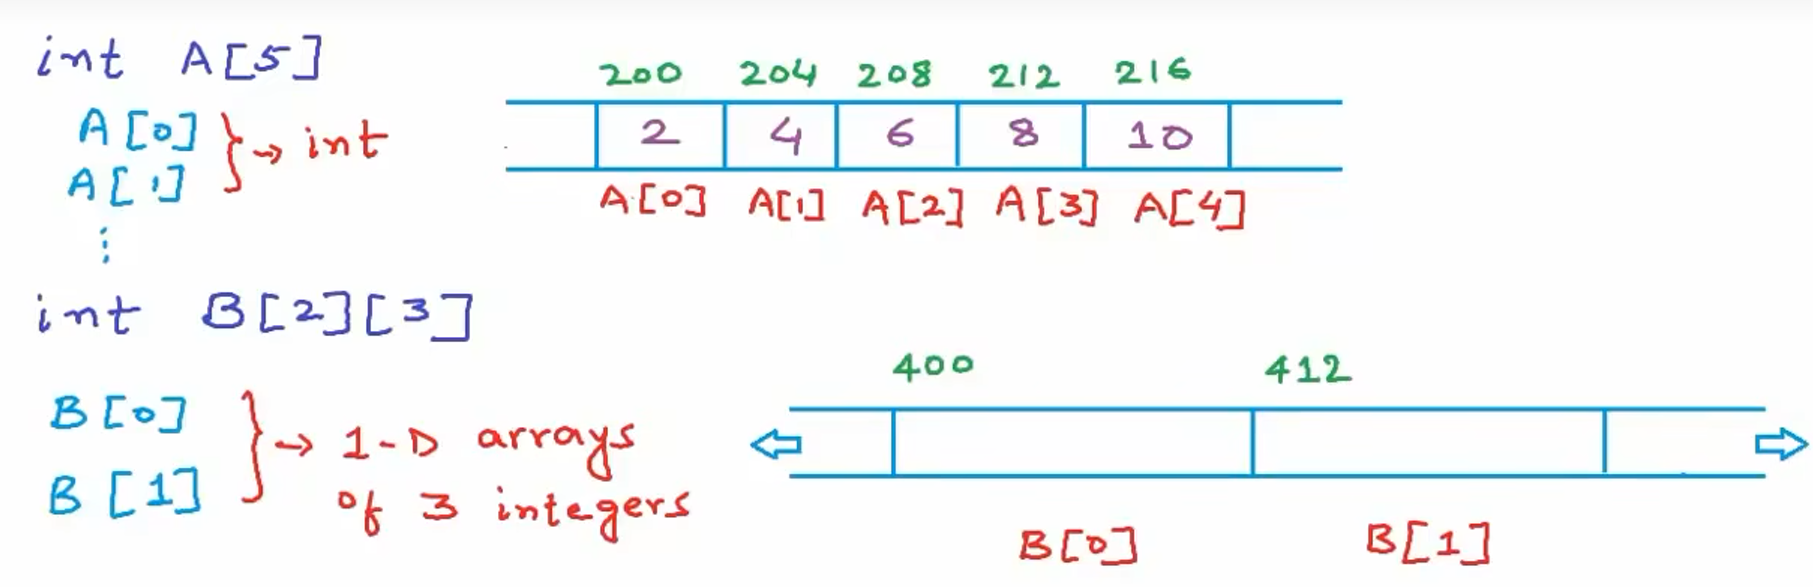 int A[5]
A[0]
A[1]
⋮
} → int
200 204 208 212 216
2 4 6 8 10
A[0] A[1] A[2] A[3] A[4]
int B[2][3]
B[0]
B[1]
} → 1-D arrays
of 3 integers
400 412
B[0] B[1]